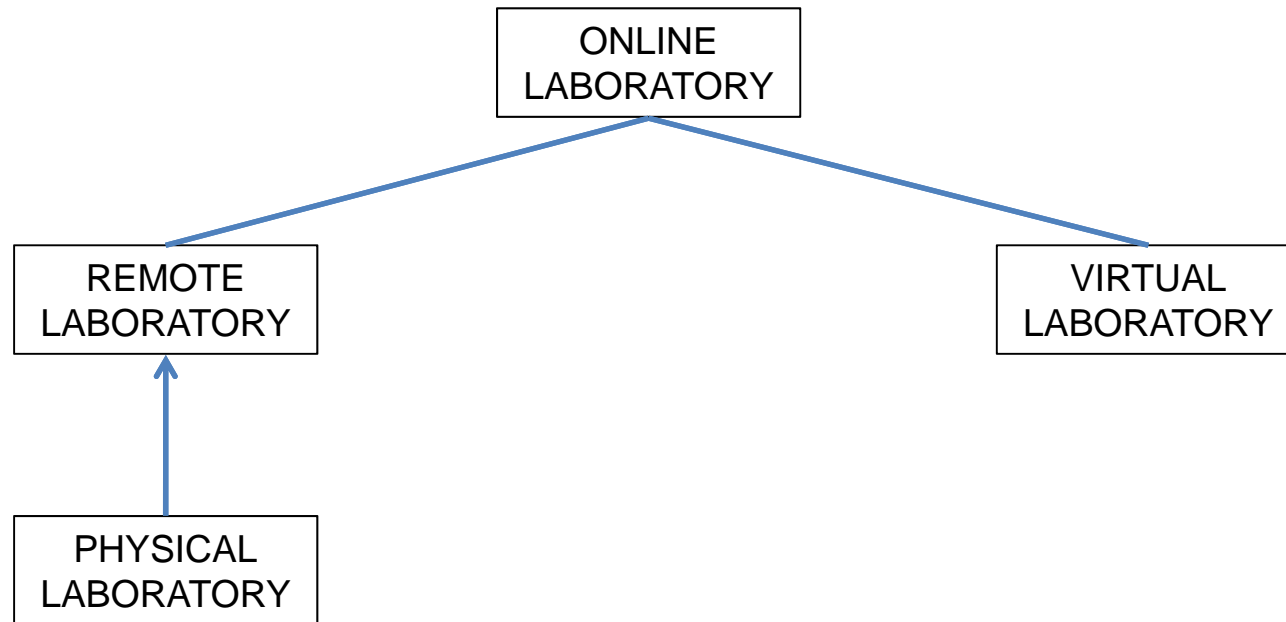 ONLINE
LABORATORY
REMOTE
LABORATORY
VIRTUAL
LABORATORY
PHYSICAL
LABORATORY